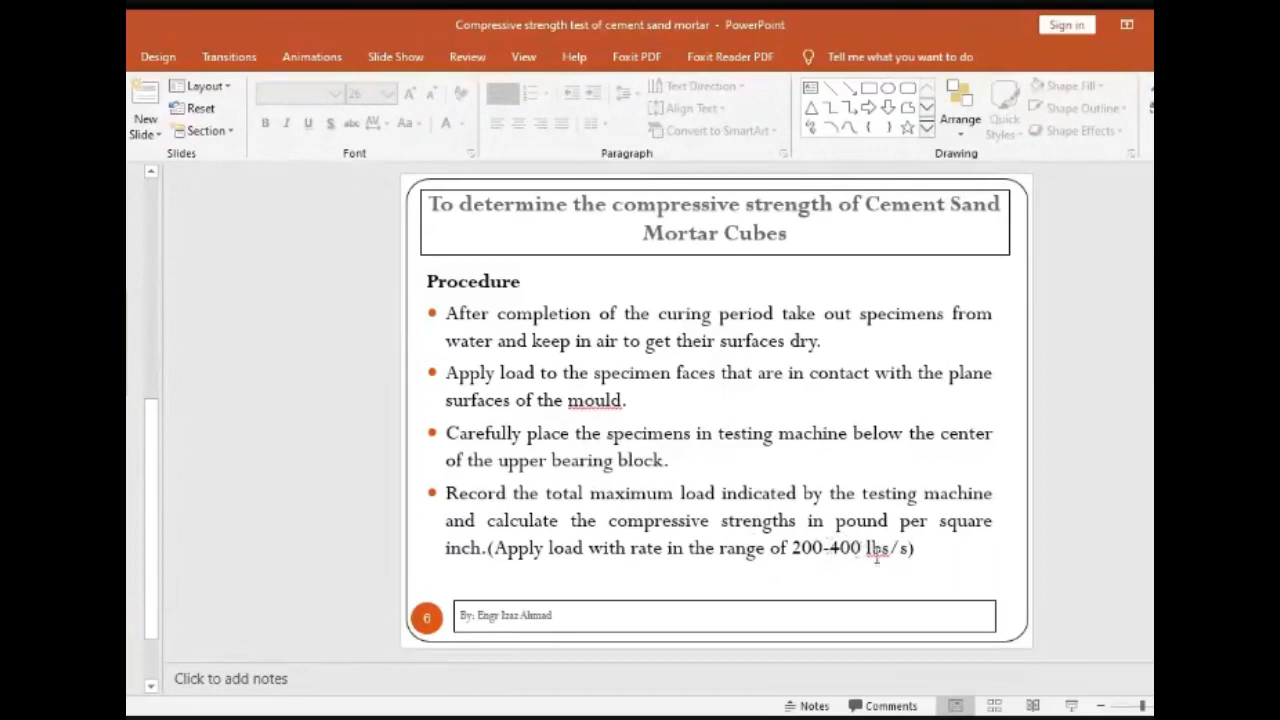 Compressive strength test of cement sand mortar - PowerPoint
Sign in
Design Transitions Animations Slide Show Review View Help Foxit PDF Foxit Reader PDF Tell me what you want to do
New Slide
Layout
Reset
Section
Slides
26
B I U S abc AV Aa A
Font
Text Direction
Align Text
Convert to SmartArt
Paragraph
Arrange
Quick Styles
Shape Fill
Shape Outline
Shape Effects
Drawing
To determine the compressive strength of Cement Sand
Mortar Cubes
Procedure
• After completion of the curing period take out specimens from
water and keep in air to get their surfaces dry.
• Apply load to the specimen faces that are in contact with the plane
surfaces of the mould.
• Carefully place the specimens in testing machine below the center
of the upper bearing block.
• Record the total maximum load indicated by the testing machine
and calculate the compressive strengths in pound per square
inch.(Apply load with rate in the range of 200-400 lbs/s)
6
By: Engr Izaz Ahmad
Click to add notes
Notes Comments